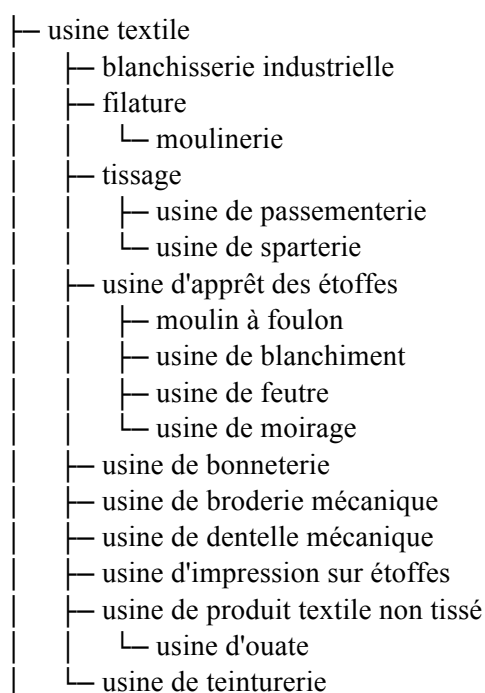 usine textile
blanchisserie industrielle
filature
moulinerie
tissage
usine de passementerie
usine de sparterie
usine d'apprêt des étoffes
moulin à foulon
usine de blanchiment
usine de feutre
usine de moirage
usine de bonneterie
usine de broderie mécanique
usine de dentelle mécanique
usine d'impression sur étoffes
usine de produit textile non tissé
usine d'ouate
usine de teinturerie